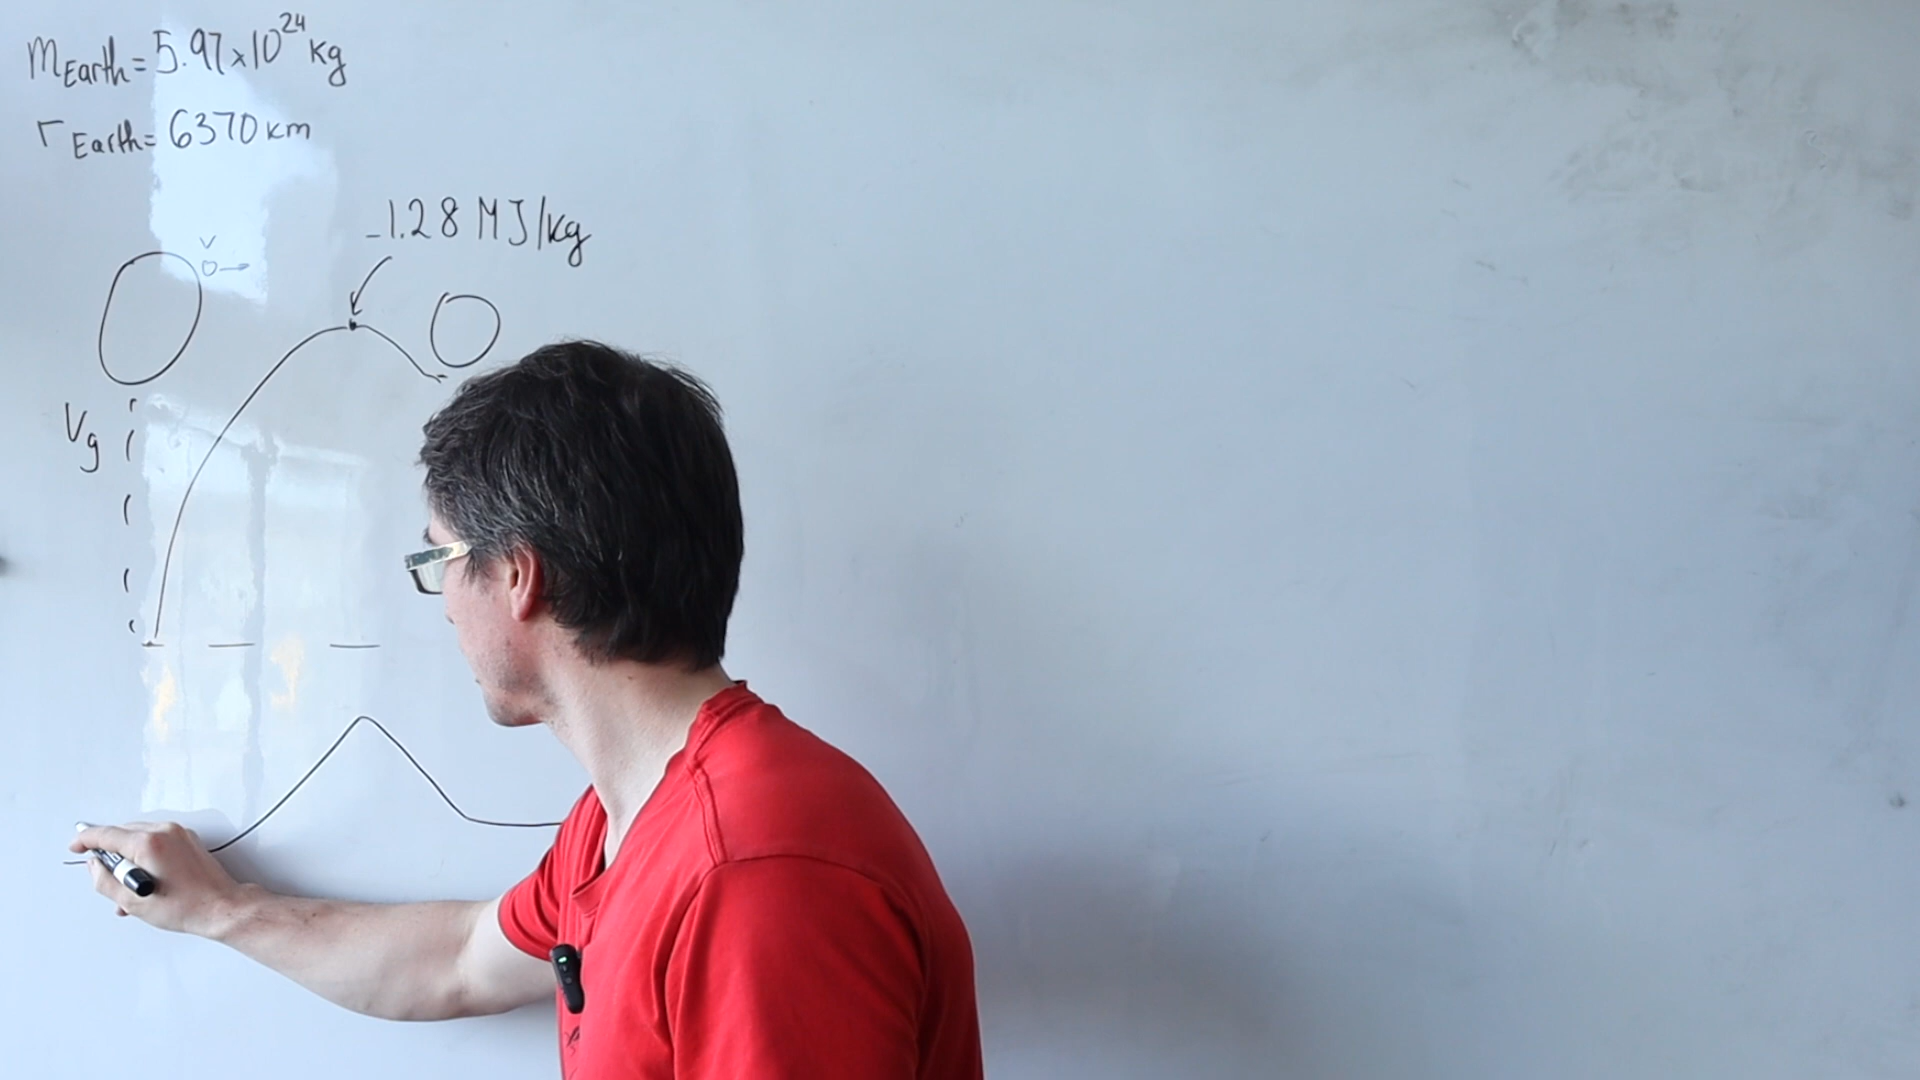 mEarth = 5.97 × 10^24 kg
rEarth = 6370 km
-1.28 MJ/kg
v
Vg